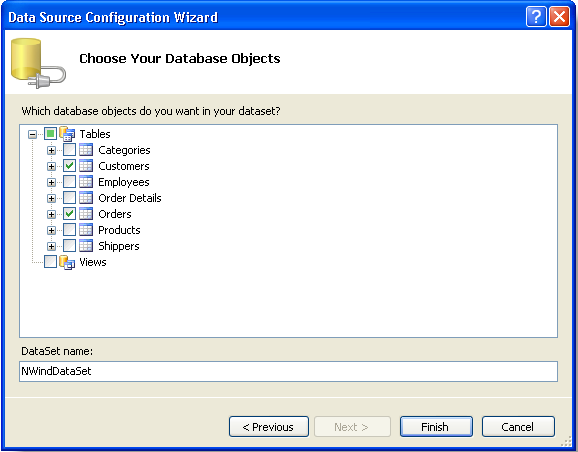 Data Source Configuration Wizard
Choose Your Database Objects
Which database objects do you want in your dataset?
Tables
Categories
Customers
Employees
Order Details
Orders
Products
Shippers
Views
DataSet name:
NWindDataSet
< Previous Next > Finish Cancel